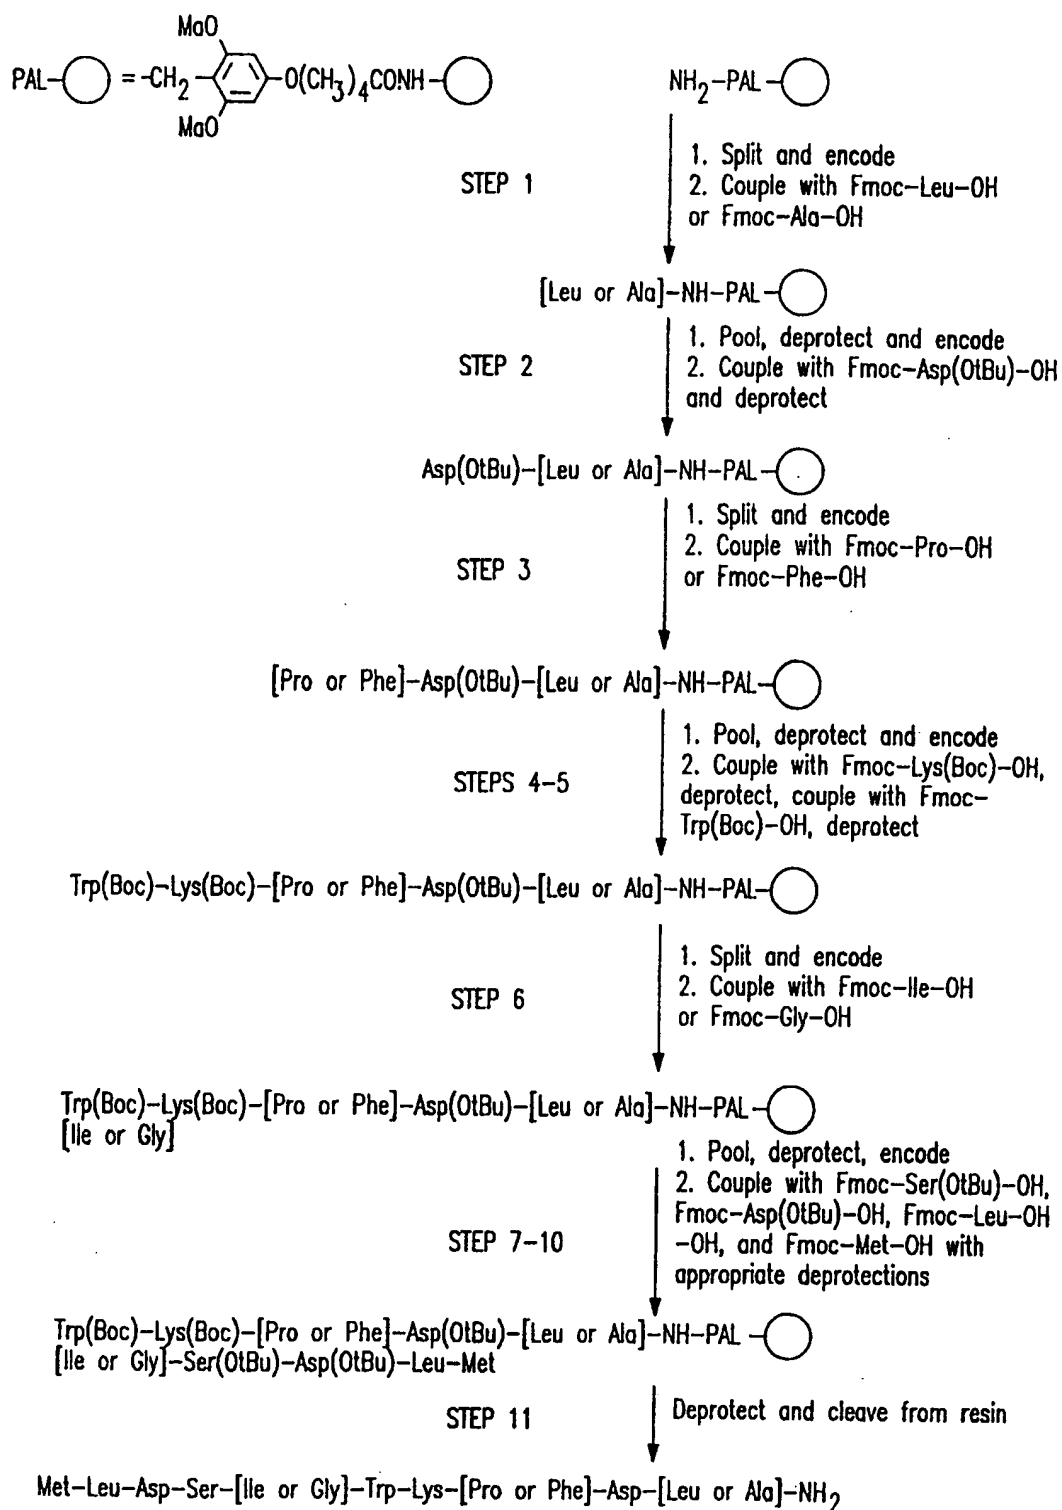 MaO
PAL- =-CH2- -O(CH3)4CONH-
MaO
NH2-PAL-
STEP 1
1. Split and encode
2. Couple with Fmoc-Leu-OH
or Fmoc-Ala-OH
[Leu or Ala]-NH-PAL-
STEP 2
1. Pool, deprotect and encode
2. Couple with Fmoc-Asp(OtBu)-OH
and deprotect
Asp(OtBu)-[Leu or Ala]-NH-PAL-
STEP 3
1. Split and encode
2. Couple with Fmoc-Pro-OH
or Fmoc-Phe-OH
[Pro or Phe]-Asp(OtBu)-[Leu or Ala]-NH-PAL-
STEPS 4-5
1. Pool, deprotect and encode
2. Couple with Fmoc-Lys(Boc)-OH,
deprotect, couple with Fmoc-
Trp(Boc)-OH, deprotect
Trp(Boc)-Lys(Boc)-[Pro or Phe]-Asp(OtBu)-[Leu or Ala]-NH-PAL-
STEP 6
1. Split and encode
2. Couple with Fmoc-Ile-OH
or Fmoc-Gly-OH
Trp(Boc)-Lys(Boc)-[Pro or Phe]-Asp(OtBu)-[Leu or Ala]-NH-PAL-
[Ile or Gly]
STEP 7-10
1. Pool, deprotect, encode
2. Couple with Fmoc-Ser(OtBu)-OH,
Fmoc-Asp(OtBu)-OH, Fmoc-Leu-OH
-OH, and Fmoc-Met-OH with
appropriate deprotections
Trp(Boc)-Lys(Boc)-[Pro or Phe]-Asp(OtBu)-[Leu or Ala]-NH-PAL-
[Ile or Gly]-Ser(OtBu)-Asp(OtBu)-Leu-Met
STEP 11
Deprotect and cleave from resin
Met-Leu-Asp-Ser-[Ile or Gly]-Trp-Lys-[Pro or Phe]-Asp-[Leu or Ala]-NH2